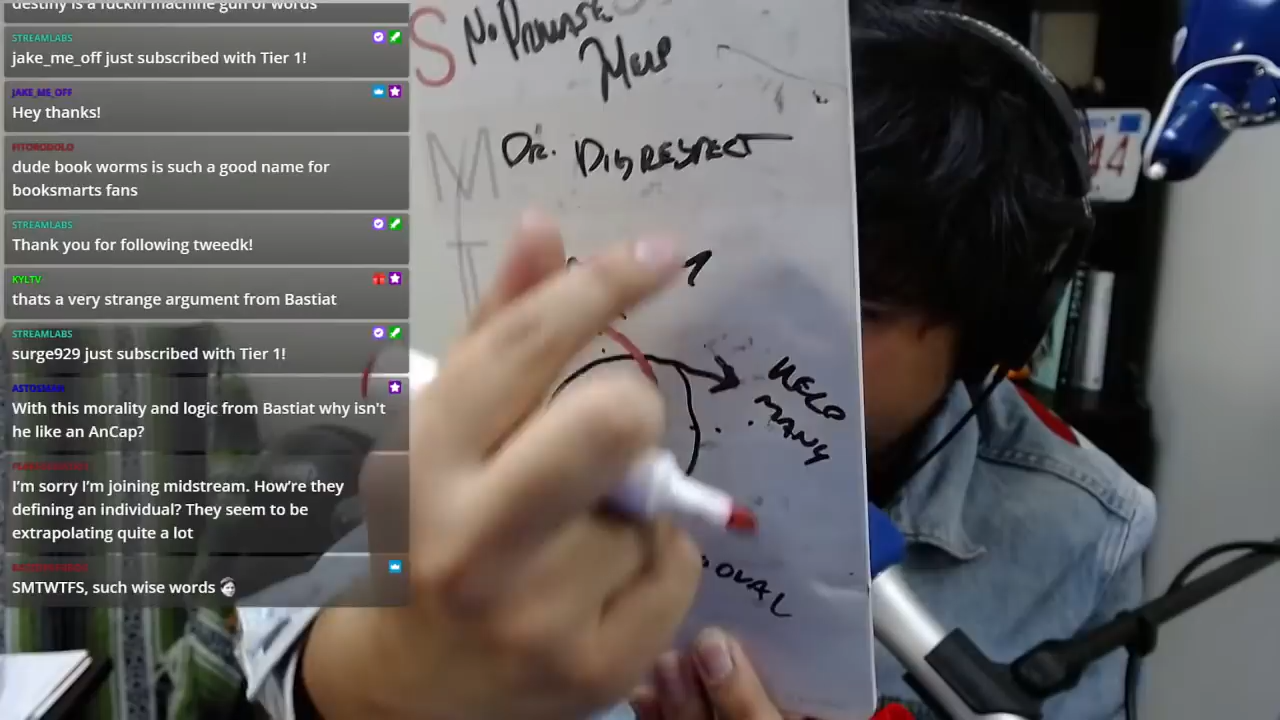 destiny is a fuckin machine gun of words
STREAMLABS
jake_me_off just subscribed with Tier 1!
JAKE_ME_OFF
Hey thanks!
dude book worms is such a good name for
booksmarts fans
STREAMLABS
Thank you for following tweedk!
KYLTV
thats a very strange argument from Bastiat
STREAMLABS
surge929 just subscribed with Tier 1!
With this morality and logic from Bastiat why isn't
he like an AnCap?
I'm sorry I'm joining midstream. How're they
defining an individual? They seem to be
extrapolating quite a lot
SMTWTFS, such wise words
S
No
M
DR. DISRESPECT
T
1
HELP
MANY
44